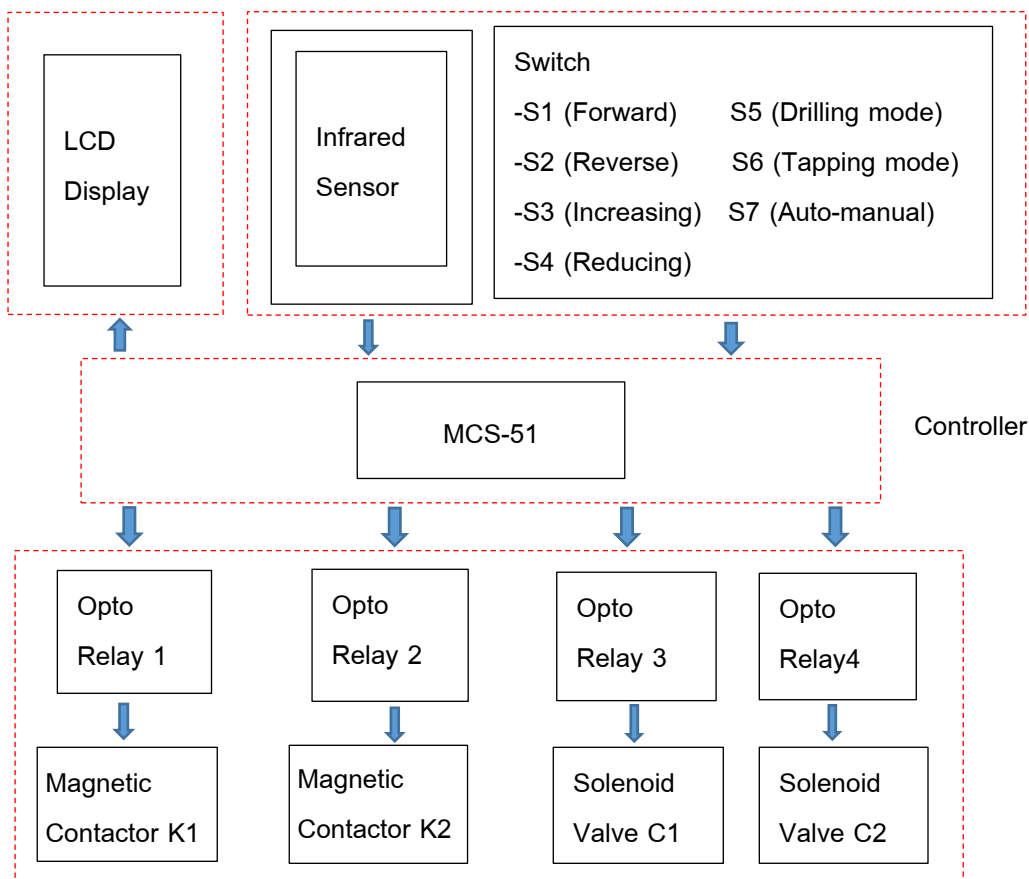 LCD
Display
Infrared
Sensor
Switch
-S1 (Forward) S5 (Drilling mode)
-S2 (Reverse) S6 (Tapping mode)
-S3 (Increasing) S7 (Auto-manual)
-S4 (Reducing)
MCS-51
Controller
Opto
Relay 1
Opto
Relay 2
Opto
Relay 3
Opto
Relay4
Magnetic
Contactor K1
Magnetic
Contactor K2
Solenoid
Valve C1
Solenoid
Valve C2